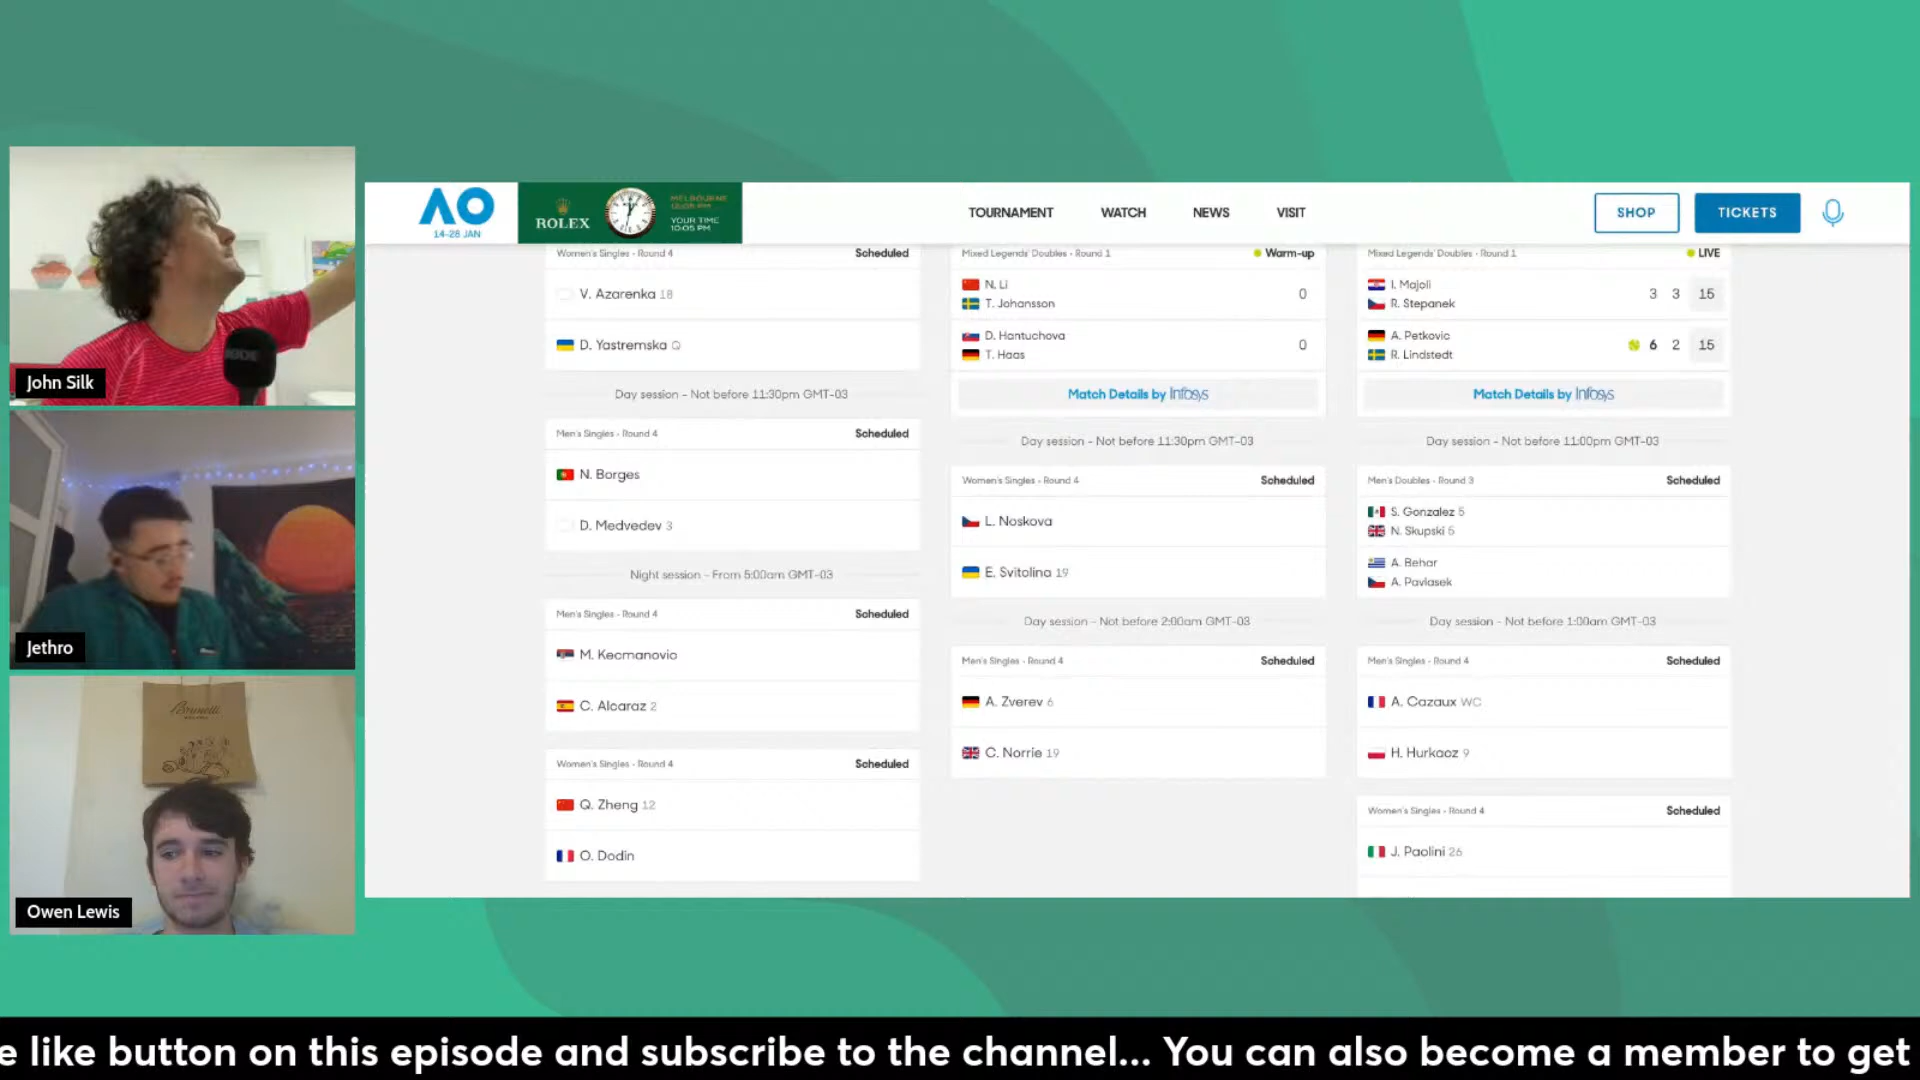 John Silk
Jethro
Owen Lewis
AO
14-28 JAN
ROLEX
MELBOURNE
YOUR TIME
10:05 PM
TOURNAMENT
WATCH
NEWS
VISIT
SHOP
TICKETS
Women's Singles - Round 4 Scheduled
V. Azarenka 18
D. Yastremska Q
Day session - Not before 11:30pm GMT-03
Men's Singles - Round 4 Scheduled
N. Borges
D. Medvedev 3
Night session - From 5:00am GMT-03
Men's Singles - Round 4 Scheduled
M. Kecmanovic
C. Alcaraz 2
Women's Singles - Round 4 Scheduled
Q. Zheng 12
O. Dodin
Mixed Legends' Doubles - Round 1 Warm-up
N. Li
T. Johansson
0
D. Hantuchova
T. Haas
0
Match Details by Infosys
Day session - Not before 11:30pm GMT-03
Women's Singles - Round 4 Scheduled
L. Noskova
E. Svitolina 19
Day session - Not before 2:00am GMT-03
Men's Singles - Round 4 Scheduled
A. Zverev 6
C. Norrie 19
Mixed Legends' Doubles - Round 1 LIVE
I. Majoli
R. Stepanek
3 3 15
A. Petkovic
R. Lindstedt
6 2 15
Match Details by Infosys
Day session - Not before 11:00pm GMT-03
Men's Doubles - Round 3 Scheduled
S. Gonzalez 5
N. Skupski 5
A. Behar
A. Pavlasek
Day session - Not before 1:00am GMT-03
Men's Singles - Round 4 Scheduled
A. Cazaux WC
H. Hurkacz 9
Women's Singles - Round 4 Scheduled
J. Paolini 26
e like button on this episode and subscribe to the channel... You can also become a member to get